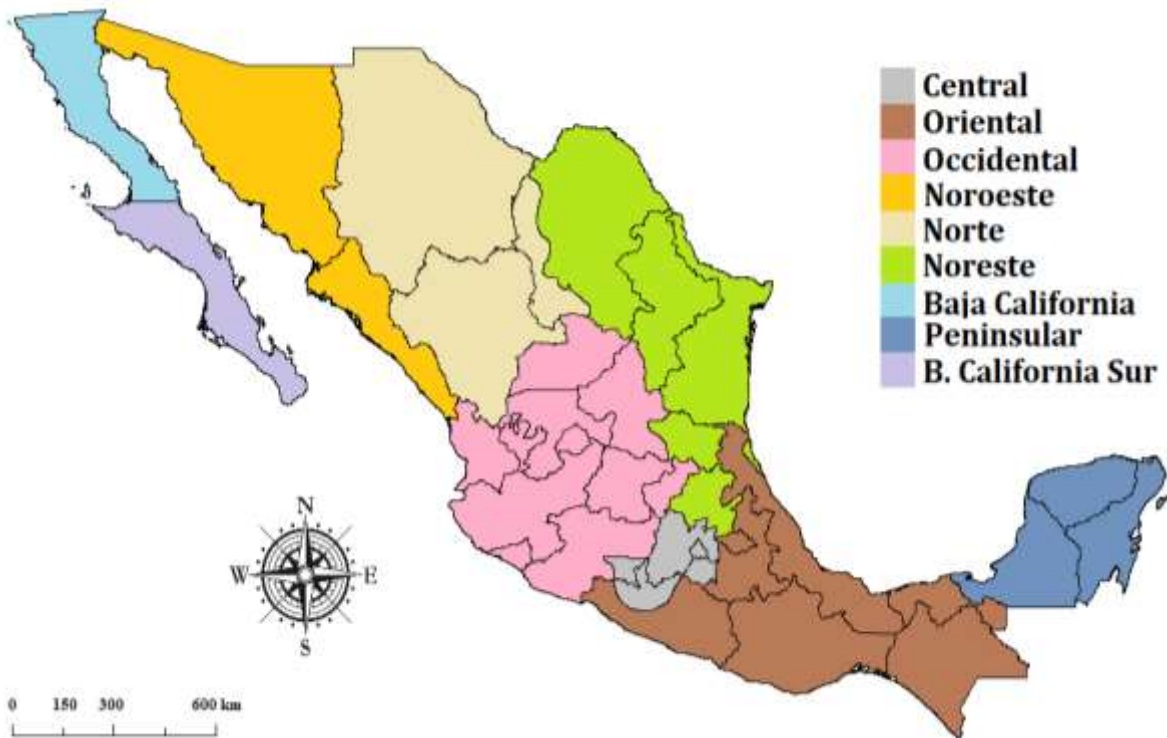 Central
Oriental
Occidental
Noroeste
Norte
Noreste
Baja California
Peninsular
B. California Sur
N
W E
S
0 150 300 600 km